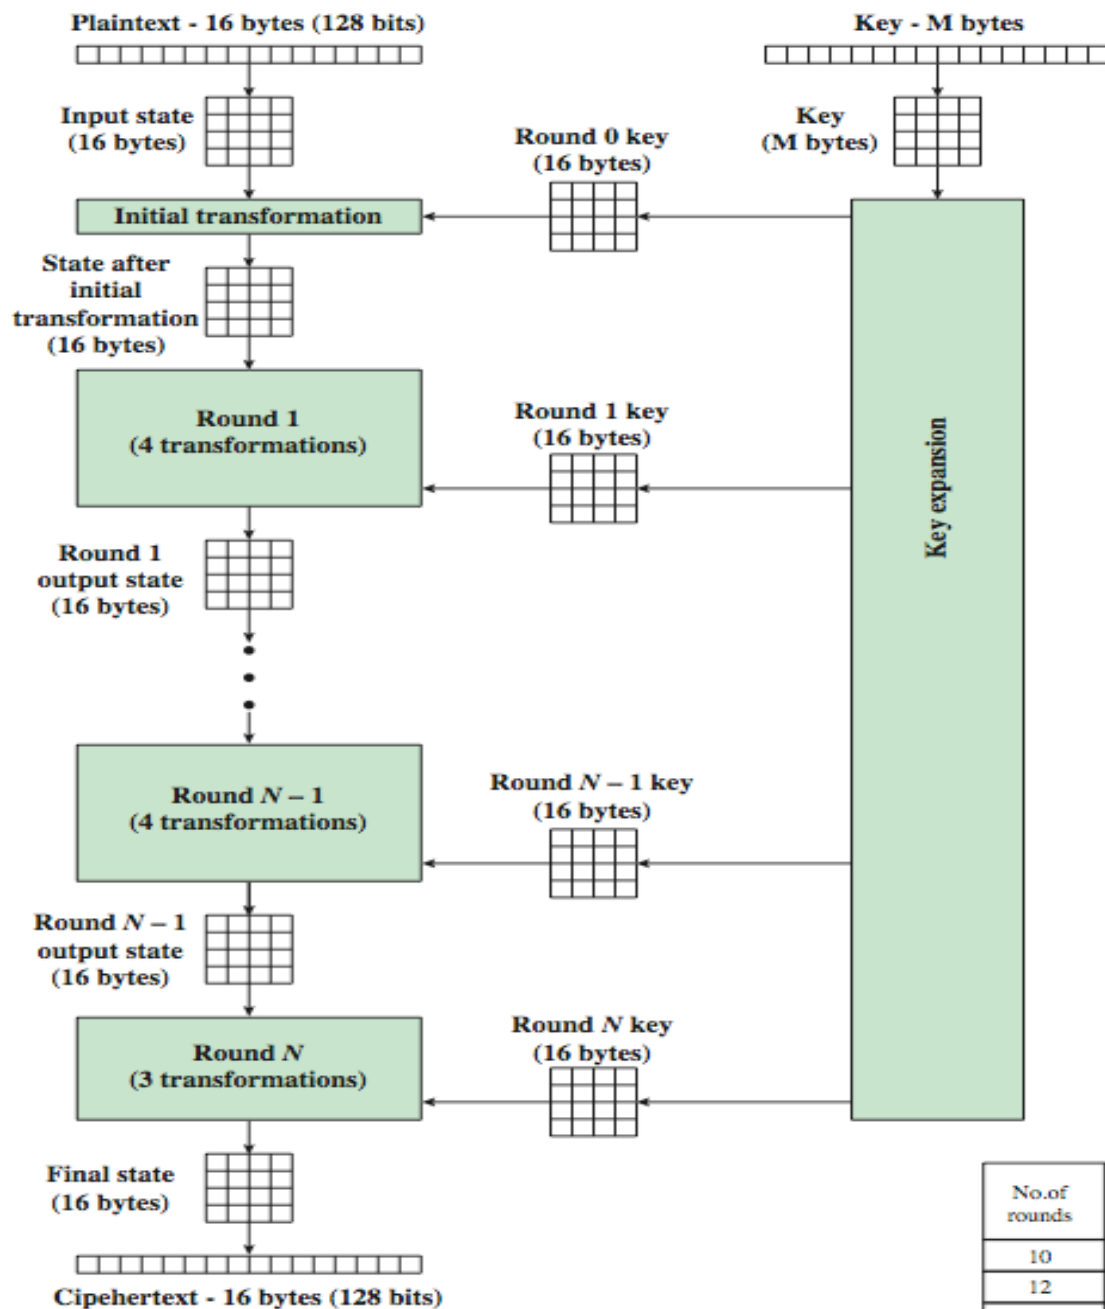 Plaintext - 16 bytes (128 bits)
Key - M bytes
Input state
(16 bytes)
Key
(M bytes)
Round 0 key
(16 bytes)
Initial transformation
State after
initial
transformation
(16 bytes)
Round 1
(4 transformations)
Round 1 key
(16 bytes)
Key expansion
Round 1
output state
(16 bytes)
Round N – 1
(4 transformations)
Round N – 1 key
(16 bytes)
Round N – 1
output state
(16 bytes)
Round N
(3 transformations)
Round N key
(16 bytes)
Final state
(16 bytes)
No.of
rounds
10
12
Cipehertext - 16 bytes (128 bits)